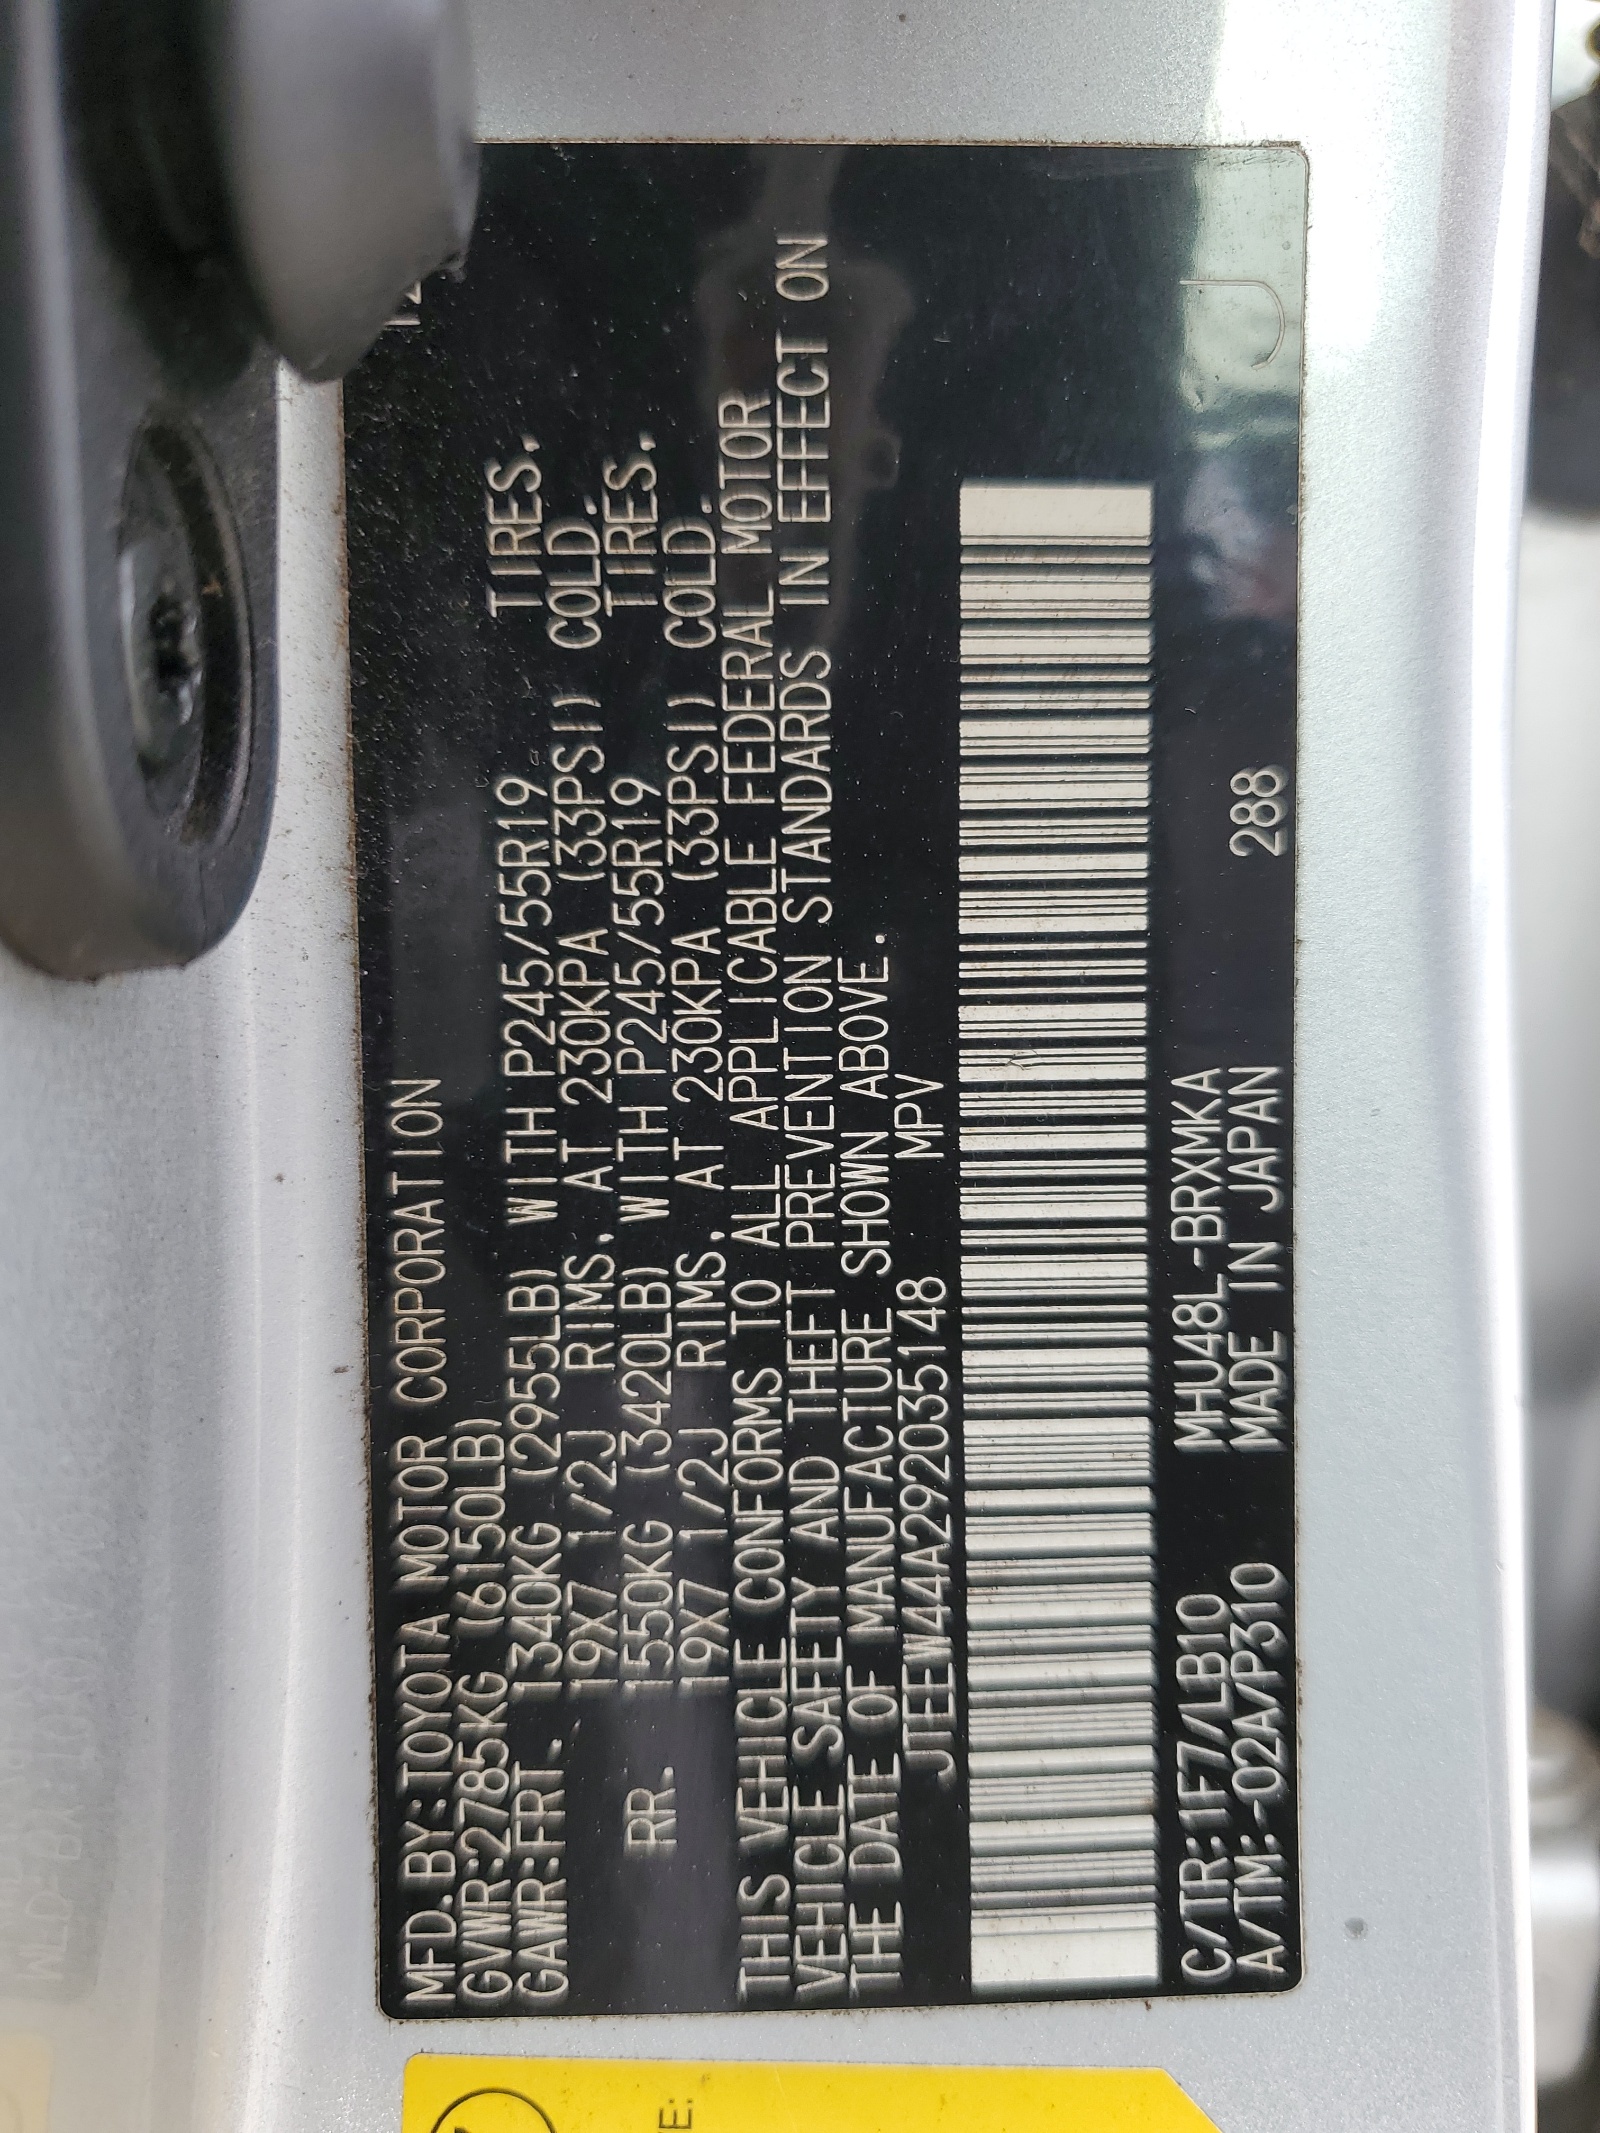 MFD.BY:TOYOTA MOTOR CORPORATION
GVWR:2785KG (6150LB)
GAWR:FRT. 1340KG (2955LB) WITH P245/55R19 TIRES,
19X7 1/2J RIMS, AT 230KPA (33PSI) COLD.
RR. 1550KG (3420LB) WITH P245/55R19 TIRES,
19X7 1/2J RIMS, AT 230KPA (33PSI) COLD.
THIS VEHICLE CONFORMS TO ALL APPLICABLE FEDERAL MOTOR
VEHICLE SAFETY AND THEFT PREVENTION STANDARDS IN EFFECT ON
THE DATE OF MANUFACTURE SHOWN ABOVE.
JTEEW44A292035148 MPV
C/TR:1F7/LB10 MHU48L-BRXMKA
A/TM:-02A/P310 MADE IN JAPAN 288